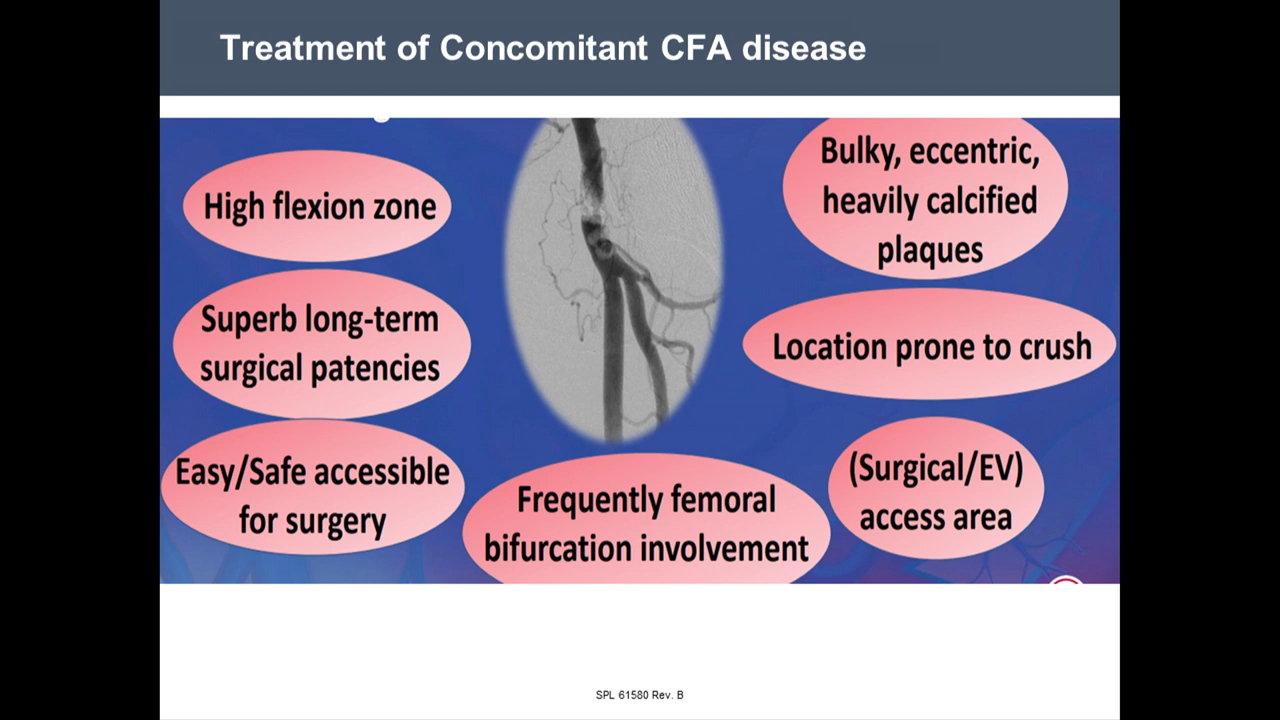 Treatment of Concomitant CFA disease
High flexion zone
Superb long-term
surgical patencies
Easy/Safe accessible
for surgery
Frequently femoral
bifurcation involvement
Bulky, eccentric,
heavily calcified
plaques
Location prone to crush
(Surgical/EV)
access area
SPL 61580 Rev. B